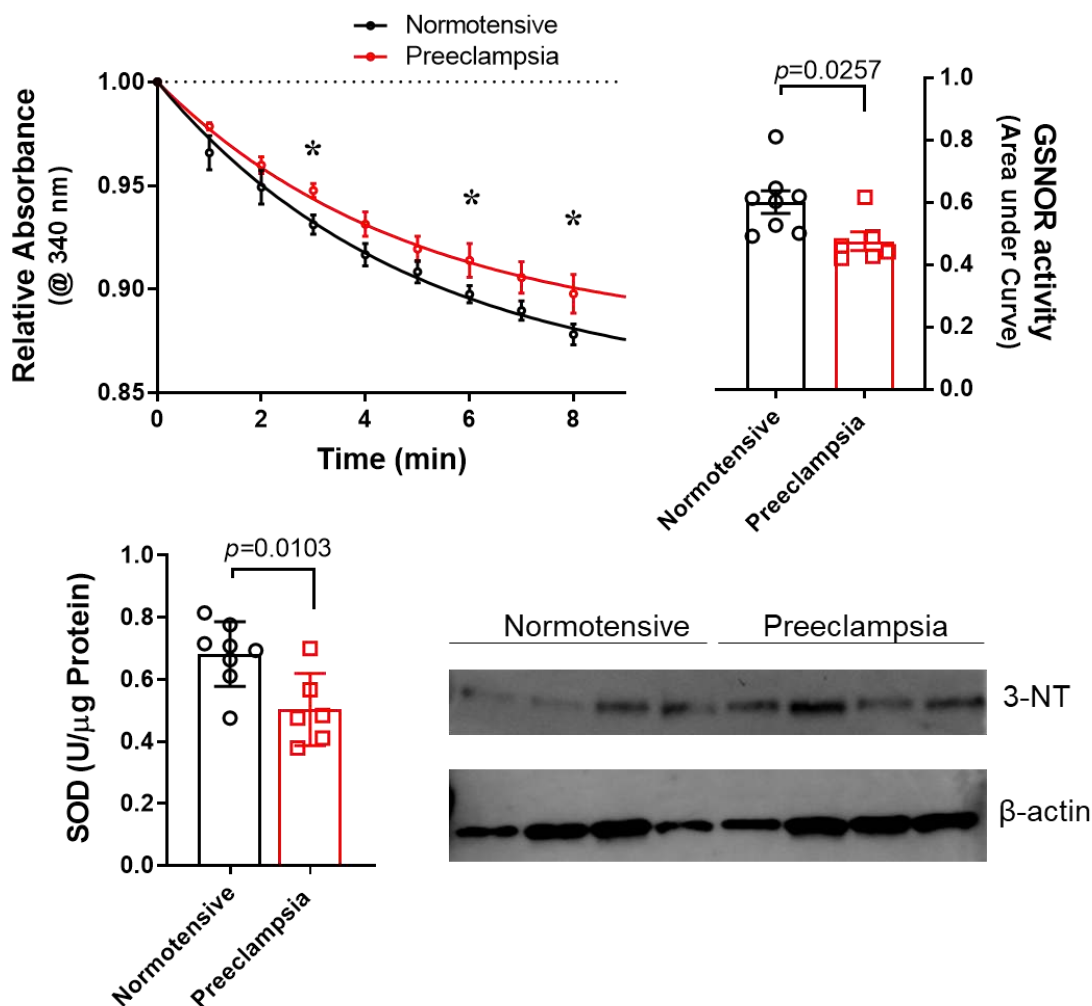 Normotensive
Preeclampsia
Relative Absorbance
(@ 340 nm)
1.00
0.95
0.90
0.85
0
2
4
6
8
*
*
*
Time (min)
p=0.0257
1.0
0.8
0.6
0.4
0.2
0.0
GSNOR activity
(Area under Curve)
Normotensive
Preeclampsia
SOD (U/μg Protein)
1.0
0.8
0.6
0.4
0.2
0.0
p=0.0103
Normotensive
Preeclampsia
Normotensive
Preeclampsia
3-NT
β-actin